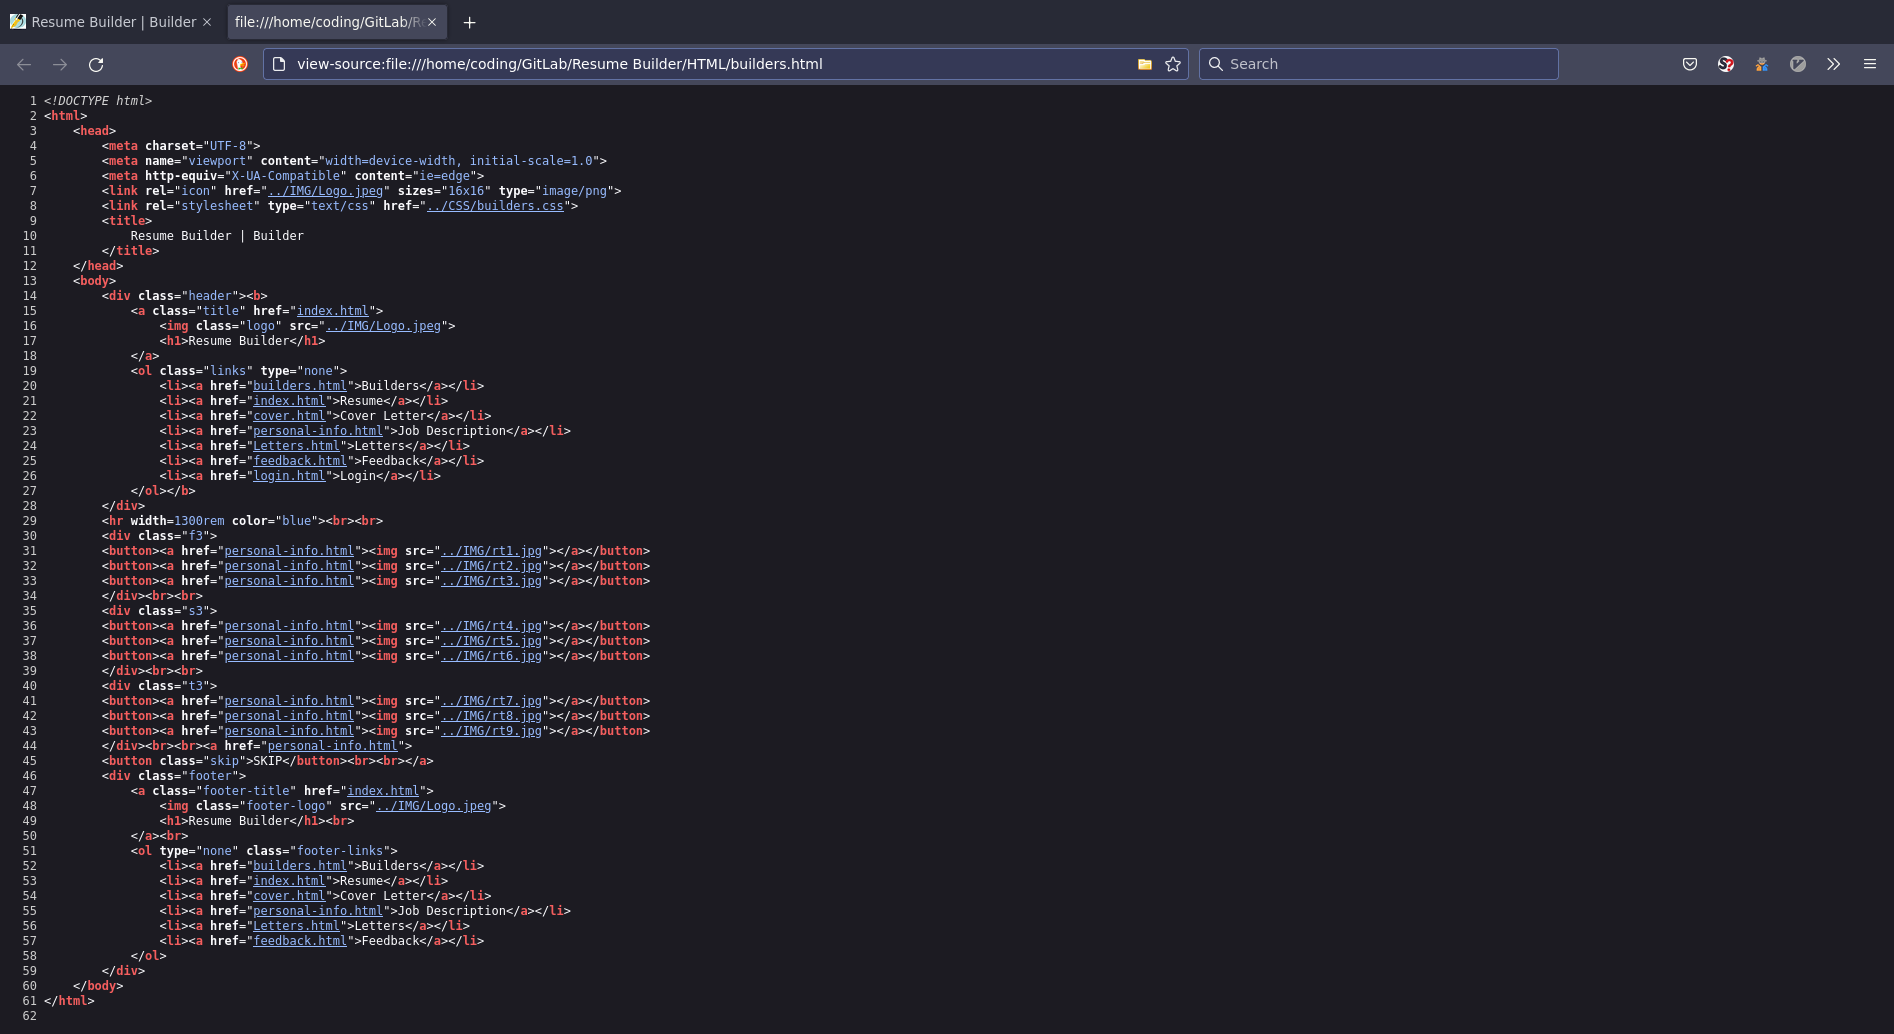 Resume Builder | Builder
file:///home/coding/GitLab/Re
view-source:file:///home/coding/GitLab/Resume Builder/HTML/builders.html
Search
1 <!DOCTYPE html>
2 <html>
3     <head>
4         <meta charset="UTF-8">
5         <meta name="viewport" content="width=device-width, initial-scale=1.0">
6         <meta http-equiv="X-UA-Compatible" content="ie=edge">
7         <link rel="icon" href="../IMG/Logo.jpeg" sizes="16x16" type="image/png">
8         <link rel="stylesheet" type="text/css" href="../CSS/builders.css">
9         <title>
10             Resume Builder | Builder
11         </title>
12     </head>
13     <body>
14         <div class="header"><b>
15             <a class="title" href="index.html">
16                 <img class="logo" src="../IMG/Logo.jpeg">
17                 <h1>Resume Builder</h1>
18             </a>
19             <ol class="links" type="none">
20                 <li><a href="builders.html">Builders</a></li>
21                 <li><a href="index.html">Resume</a></li>
22                 <li><a href="cover.html">Cover Letter</a></li>
23                 <li><a href="personal-info.html">Job Description</a></li>
24                 <li><a href="Letters.html">Letters</a></li>
25                 <li><a href="feedback.html">Feedback</a></li>
26                 <li><a href="login.html">Login</a></li>
27             </ol></b>
28         </div>
29         <hr width=1300rem color="blue"><br><br>
30         <div class="f3">
31         <button><a href="personal-info.html"><img src="../IMG/rt1.jpg"></a></button>
32         <button><a href="personal-info.html"><img src="../IMG/rt2.jpg"></a></button>
33         <button><a href="personal-info.html"><img src="../IMG/rt3.jpg"></a></button>
34         </div><br><br>
35         <div class="s3">
36         <button><a href="personal-info.html"><img src="../IMG/rt4.jpg"></a></button>
37         <button><a href="personal-info.html"><img src="../IMG/rt5.jpg"></a></button>
38         <button><a href="personal-info.html"><img src="../IMG/rt6.jpg"></a></button>
39         </div><br><br>
40         <div class="t3">
41         <button><a href="personal-info.html"><img src="../IMG/rt7.jpg"></a></button>
42         <button><a href="personal-info.html"><img src="../IMG/rt8.jpg"></a></button>
43         <button><a href="personal-info.html"><img src="../IMG/rt9.jpg"></a></button>
44         </div><br><br><a href="personal-info.html">
45         <button class="skip">SKIP</button><br><br></a>
46         <div class="footer">
47             <a class="footer-title" href="index.html">
48                 <img class="footer-logo" src="../IMG/Logo.jpeg">
49                 <h1>Resume Builder</h1><br>
50             </a><br>
51             <ol type="none" class="footer-links">
52                 <li><a href="builders.html">Builders</a></li>
53                 <li><a href="index.html">Resume</a></li>
54                 <li><a href="cover.html">Cover Letter</a></li>
55                 <li><a href="personal-info.html">Job Description</a></li>
56                 <li><a href="Letters.html">Letters</a></li>
57                 <li><a href="feedback.html">Feedback</a></li>
58             </ol>
59         </div>
60     </body>
61 </html>
62